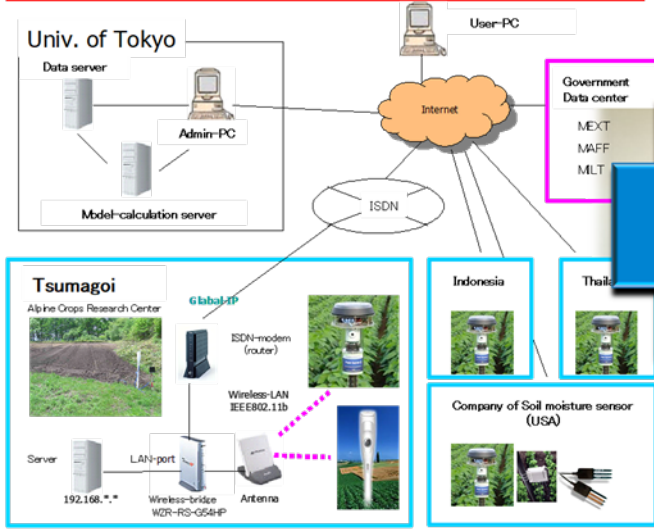 User-PC
Univ. of Tokyo
Data server
Admin-PC
Model-calculation server
Internet
Government
Data center
MEXT
MAFF
MILT
ISDN
Tsumagoi
Alpine Crops Research Center
Glabal-IP
ISDN-modem
(router)
Wireless-LAN
IEEE802.11b
Server
LAN-port
192.168.*.*
Wireless-bridge
WZR-RS-G54HP
Antenna
Indonesia
Company of Soil moisture sensor
(USA)